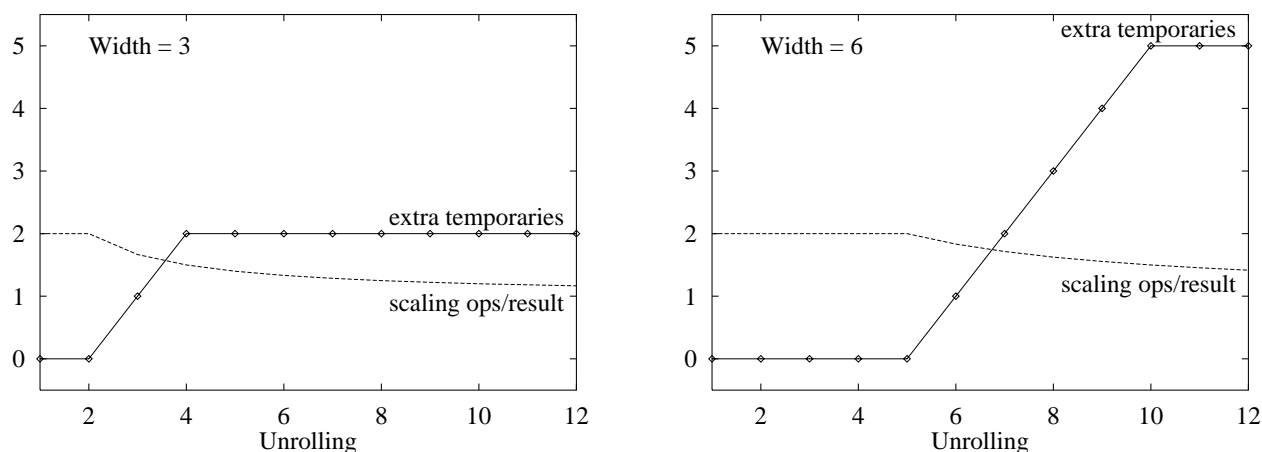 5
4
3
2
1
0
Width = 3
extra temporaries
scaling ops/result
2 4 6 8 10 12
Unrolling
5
4
3
2
1
0
Width = 6
extra temporaries
scaling ops/result
2 4 6 8 10 12
Unrolling